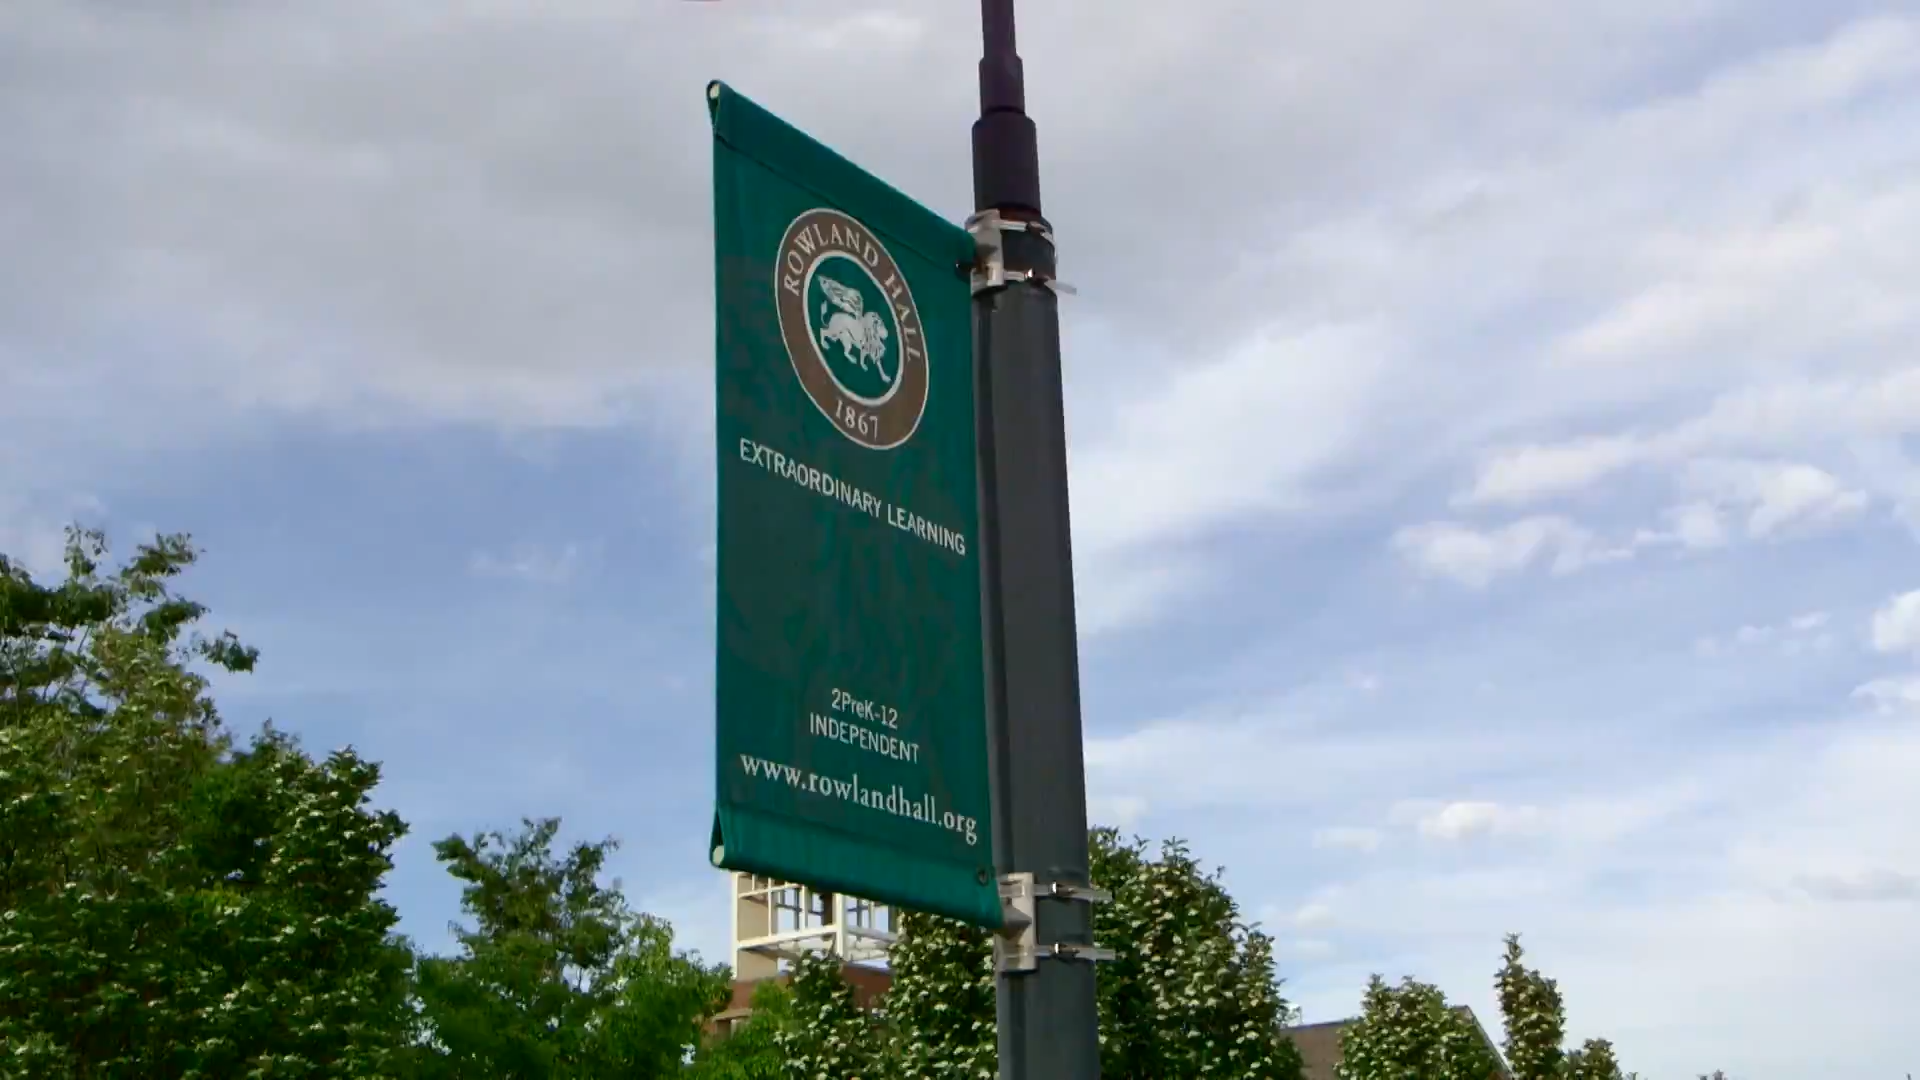 ROWLAND HALL
1867
EXTRAORDINARY LEARNING
2PreK-12
INDEPENDENT
www.rowlandhall.org